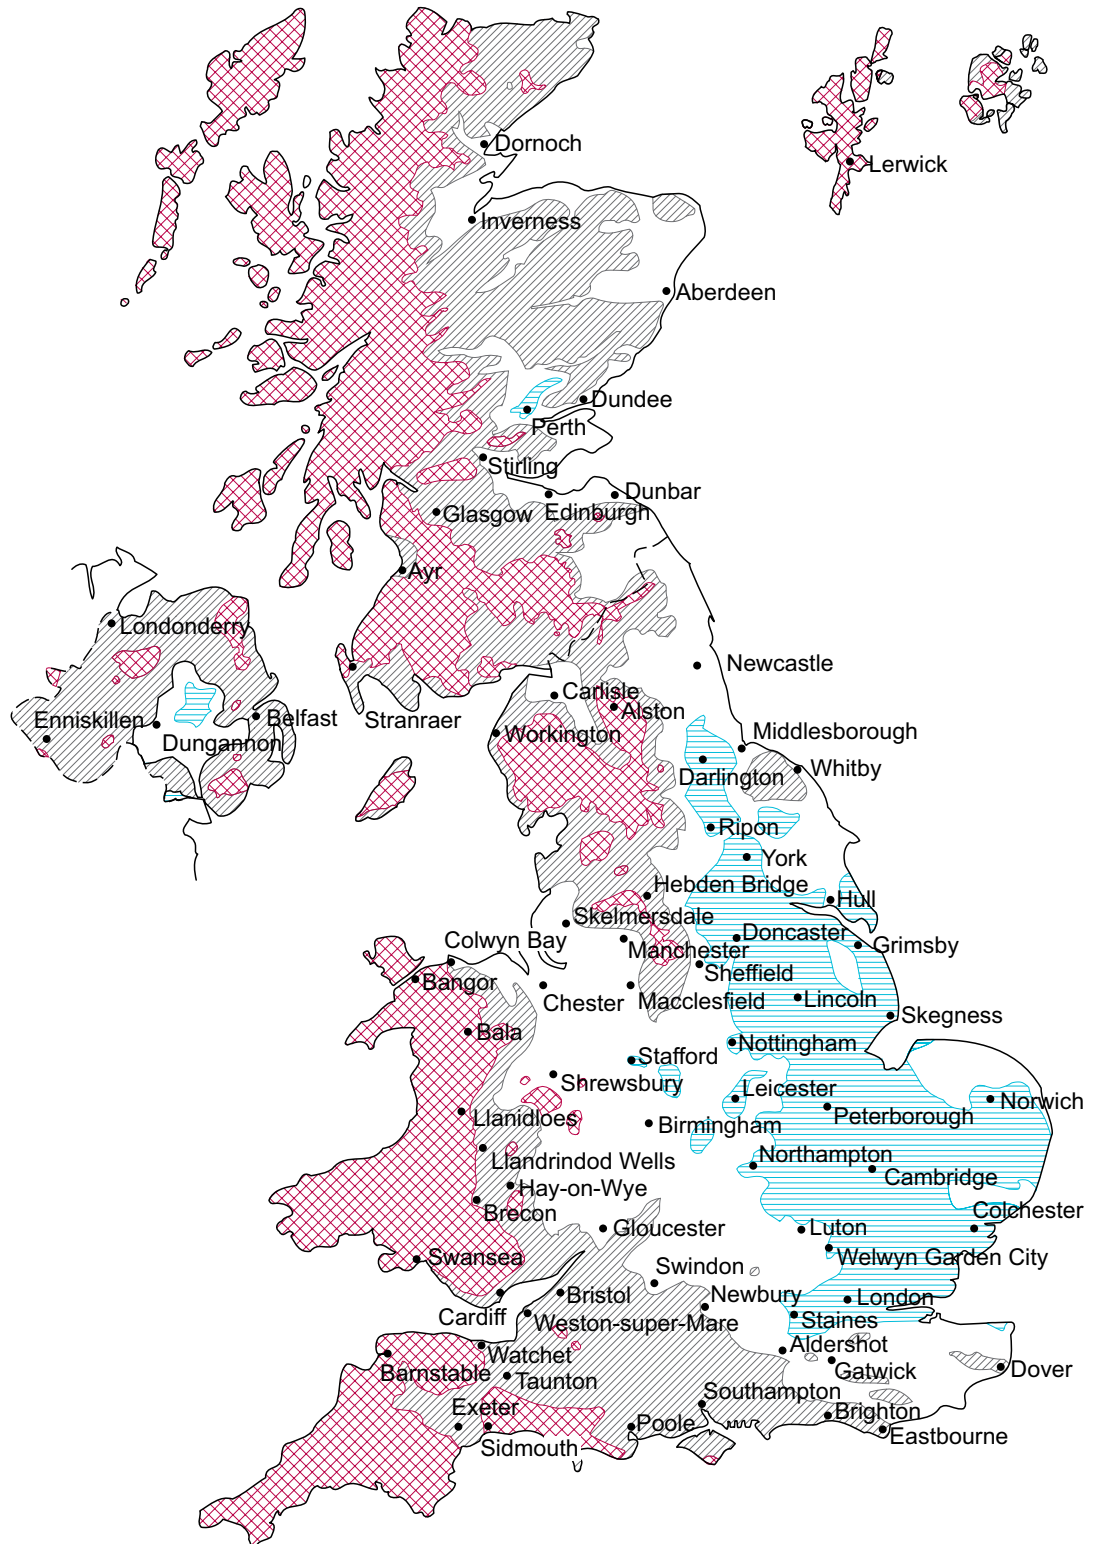 Dornoch
Lerwick
Inverness
Aberdeen
Dundee
Perth
Stirling
Dunbar
Glasgow
Edinburgh
Ayr
Londonderry
Newcastle
Carlisle
Alston
Enniskillen
Belfast
Stranraer
Dungannon
Workington
Middlesborough
Whitby
Darlington
Ripon
York
Hebden Bridge
Hull
Skelmersdale
Doncaster
Colwyn Bay
Manchester
Grimsby
Sheffield
Bangor
Chester
Macclesfield
Lincoln
Skegness
Bala
Nottingham
Stafford
Shrewsbury
Leicester
Norwich
Llanidloes
Peterborough
Birmingham
Northampton
Llandrindod Wells
Cambridge
Hay-on-Wye
Brecon
Colchester
Gloucester
Luton
Swansea
Welwyn Garden City
Swindon
Bristol
Newbury
London
Cardiff
Weston-super-Mare
Staines
Aldershot
Watchet
Barnstable
Gatwick
Dover
Taunton
Southampton
Exeter
Brighton
Poole
Eastbourne
Sidmouth